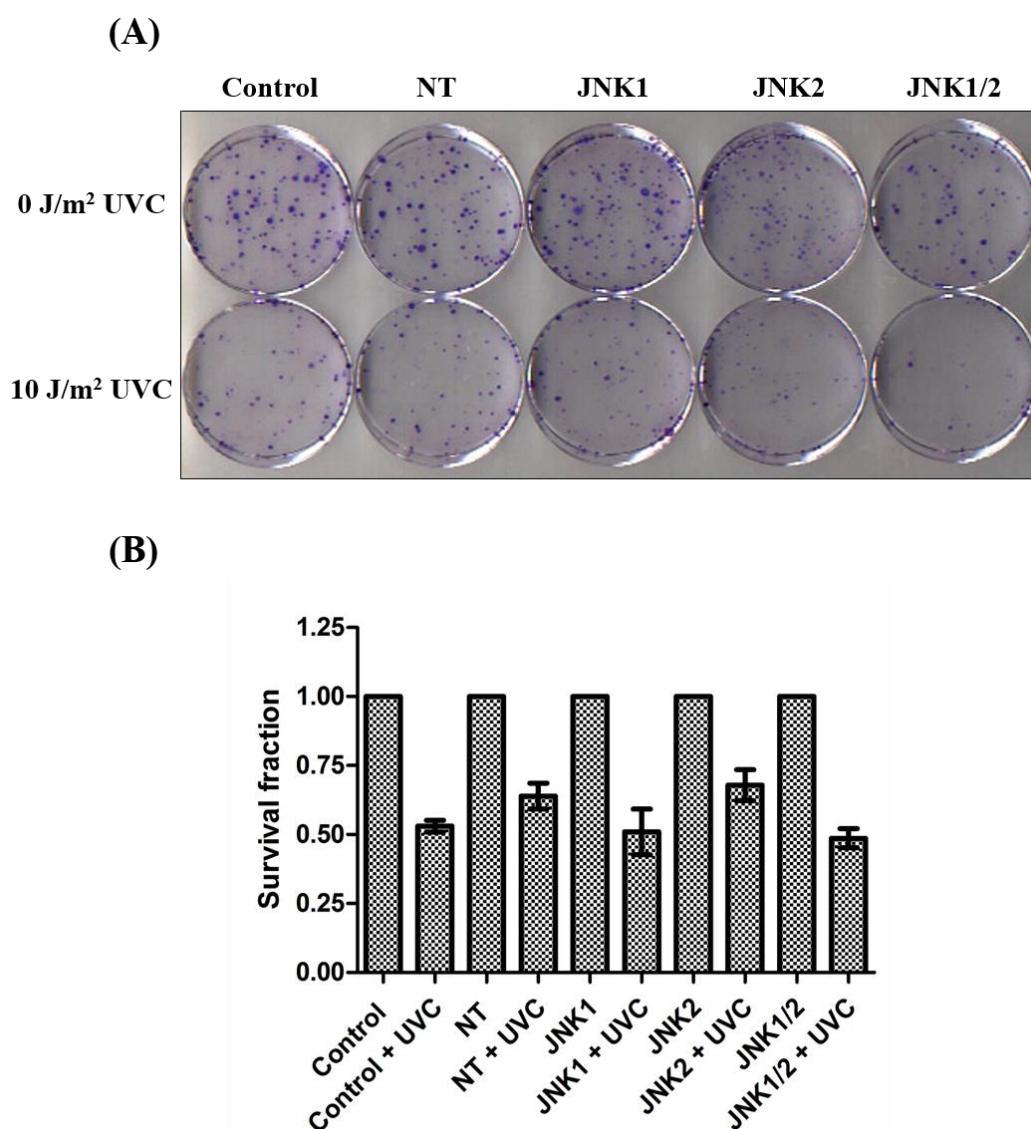 (A)
Control NT JNK1 JNK2 JNK1/2
0 J/m² UVC
10 J/m² UVC
(B)
Survival fraction
1.25
1.00
0.75
0.50
0.25
0.00
Control
Control + UVC
NT
NT + UVC
JNK1
JNK1 + UVC
JNK2
JNK2 + UVC
JNK1/2
JNK1/2 + UVC